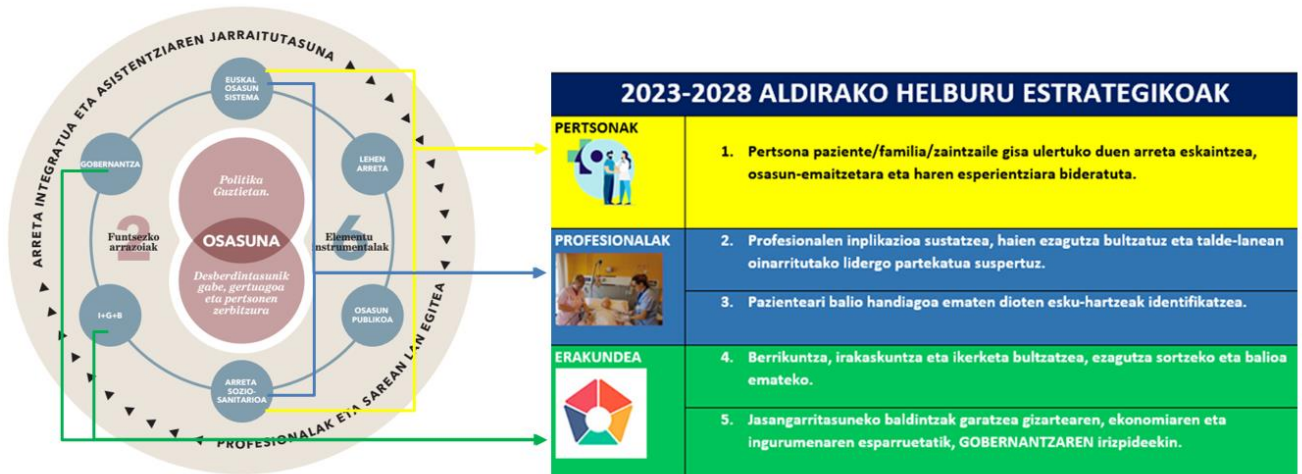 ARRETA INTEGRATUA ETA ASISTENTZIAREN JARRAITUTASUNA
EUSKAL
OSASUN
SISTEMA
GOBERNANTZA
LEHEN
ARRETA
Politika
Guztietan.
2
Funtsezko
arrazoiak
OSASUNA
6
Elementu
instrumentalak
Desberdintasunik
gabe, gertuagoa
eta pertsonen
zerbitzura
I+G+B
OSASUN
PUBLIKOA
ARRETA
SOZIO-
SANITARIOA
PROFESIONALAK ETA SAREAN LAN EGITEA
2023-2028 ALDIRAKO HELBURU ESTRATEGIKOAK
PERTSONAK
1. Pertsona paziente/familia/zaintzaile gisa ulertuko duen arreta eskaintzea,
osasun-emaitzetara eta haren esperientziara bideratuta.
PROFESIONALAK
2. Profesionalen inplikazioa sustatzea, haien ezagutza bultzatuz eta talde-lanean
oinarritutako lidergo partekatua suspertuz.
3. Pazienteari balio handiagoa ematen dioten esku-hartzeak identifikatzea.
ERAKUNDEA
4. Berrikuntza, irakaskuntza eta ikerketa bultzatzea, ezagutza sortzeko eta balioa
emateko.
5. Jasangarritasuneko baldintzak garatzea gizartearen, ekonomiaren eta
ingurumenaren esparruetatik, GOBERNANTZAREN irizpideekin.